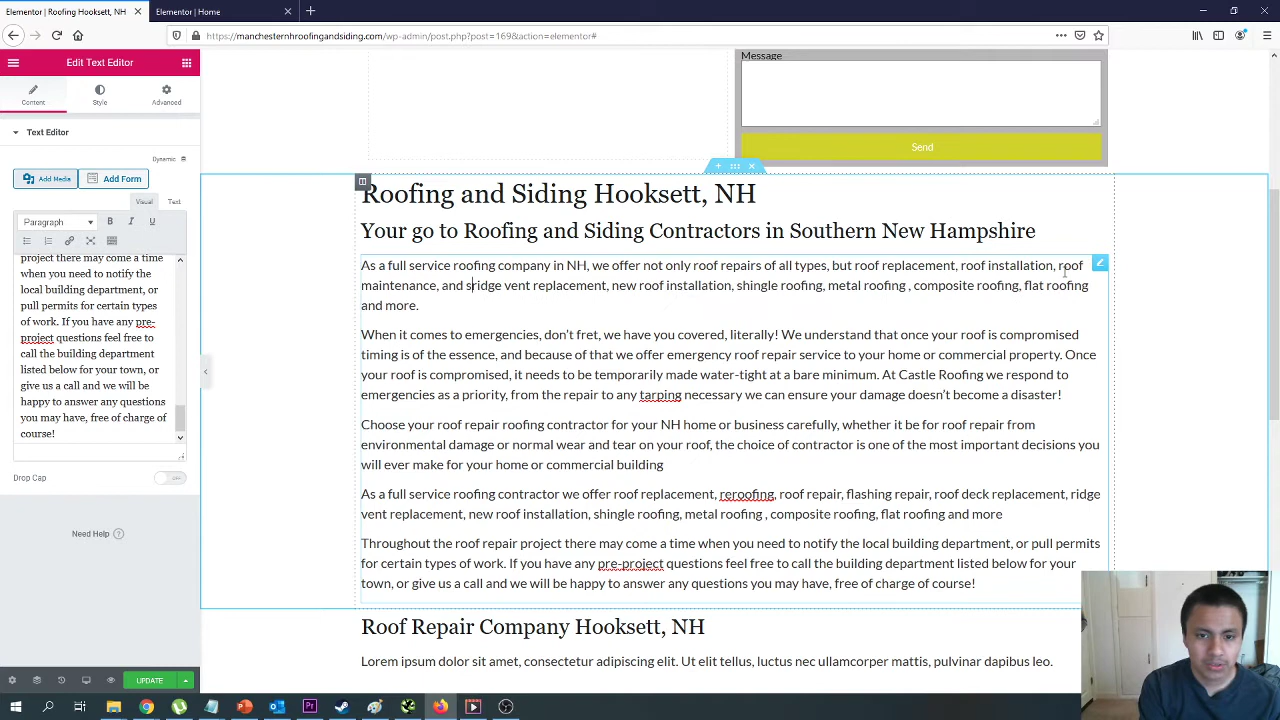 Elementor | Roofing Hooksett, NH
Elementor | Home
https://manchesternhroofingandsiding.com/wp-admin/post.php?post=169&action=elementor#
Edit Text Editor
Content
Style
Advanced
Text Editor
Dynamic
Add Media
Add Form
Visual
Text
Paragraph
B
I
U
project there may come a time
when you need to notify the
local building department, or
pull permits for certain types
of work. If you have any pre-
project questions feel free to
call the building department
listed below for your town, or
give us a call and we will be
happy to answer any questions
you may have, free of charge of
course!
Drop Cap
OFF
Need Help
UPDATE
Message
Send
Roofing and Siding Hooksett, NH
Your go to Roofing and Siding Contractors in Southern New Hampshire
As a full service roofing company in NH, we offer not only roof repairs of all types, but roof replacement, roof installation, roof
maintenance, and sridge vent replacement, new roof installation, shingle roofing, metal roofing , composite roofing, flat roofing
and more.
When it comes to emergencies, don't fret, we have you covered, literally! We understand that once your roof is compromised
timing is of the essence, and because of that we offer emergency roof repair service to your home or commercial property. Once
your roof is compromised, it needs to be temporarily made water-tight at a bare minimum. At Castle Roofing we respond to
emergencies as a priority, from the repair to any tarping necessary we can ensure your damage doesn't become a disaster!
Choose your roof repair roofing contractor for your NH home or business carefully, whether it be for roof repair from
environmental damage or normal wear and tear on your roof, the choice of contractor is one of the most important decisions you
will ever make for your home or commercial building
As a full service roofing contractor we offer roof replacement, reroofing, roof repair, flashing repair, roof deck replacement, ridge
vent replacement, new roof installation, shingle roofing, metal roofing , composite roofing, flat roofing and more
Throughout the roof repair project there may come a time when you need to notify the local building department, or pull permits
for certain types of work. If you have any pre-project questions feel free to call the building department listed below for your
town, or give us a call and we will be happy to answer any questions you may have, free of charge of course!
Roof Repair Company Hooksett, NH
Lorem ipsum dolor sit amet, consectetur adipiscing elit. Ut elit tellus, luctus nec ullamcorper mattis, pulvinar dapibus leo.